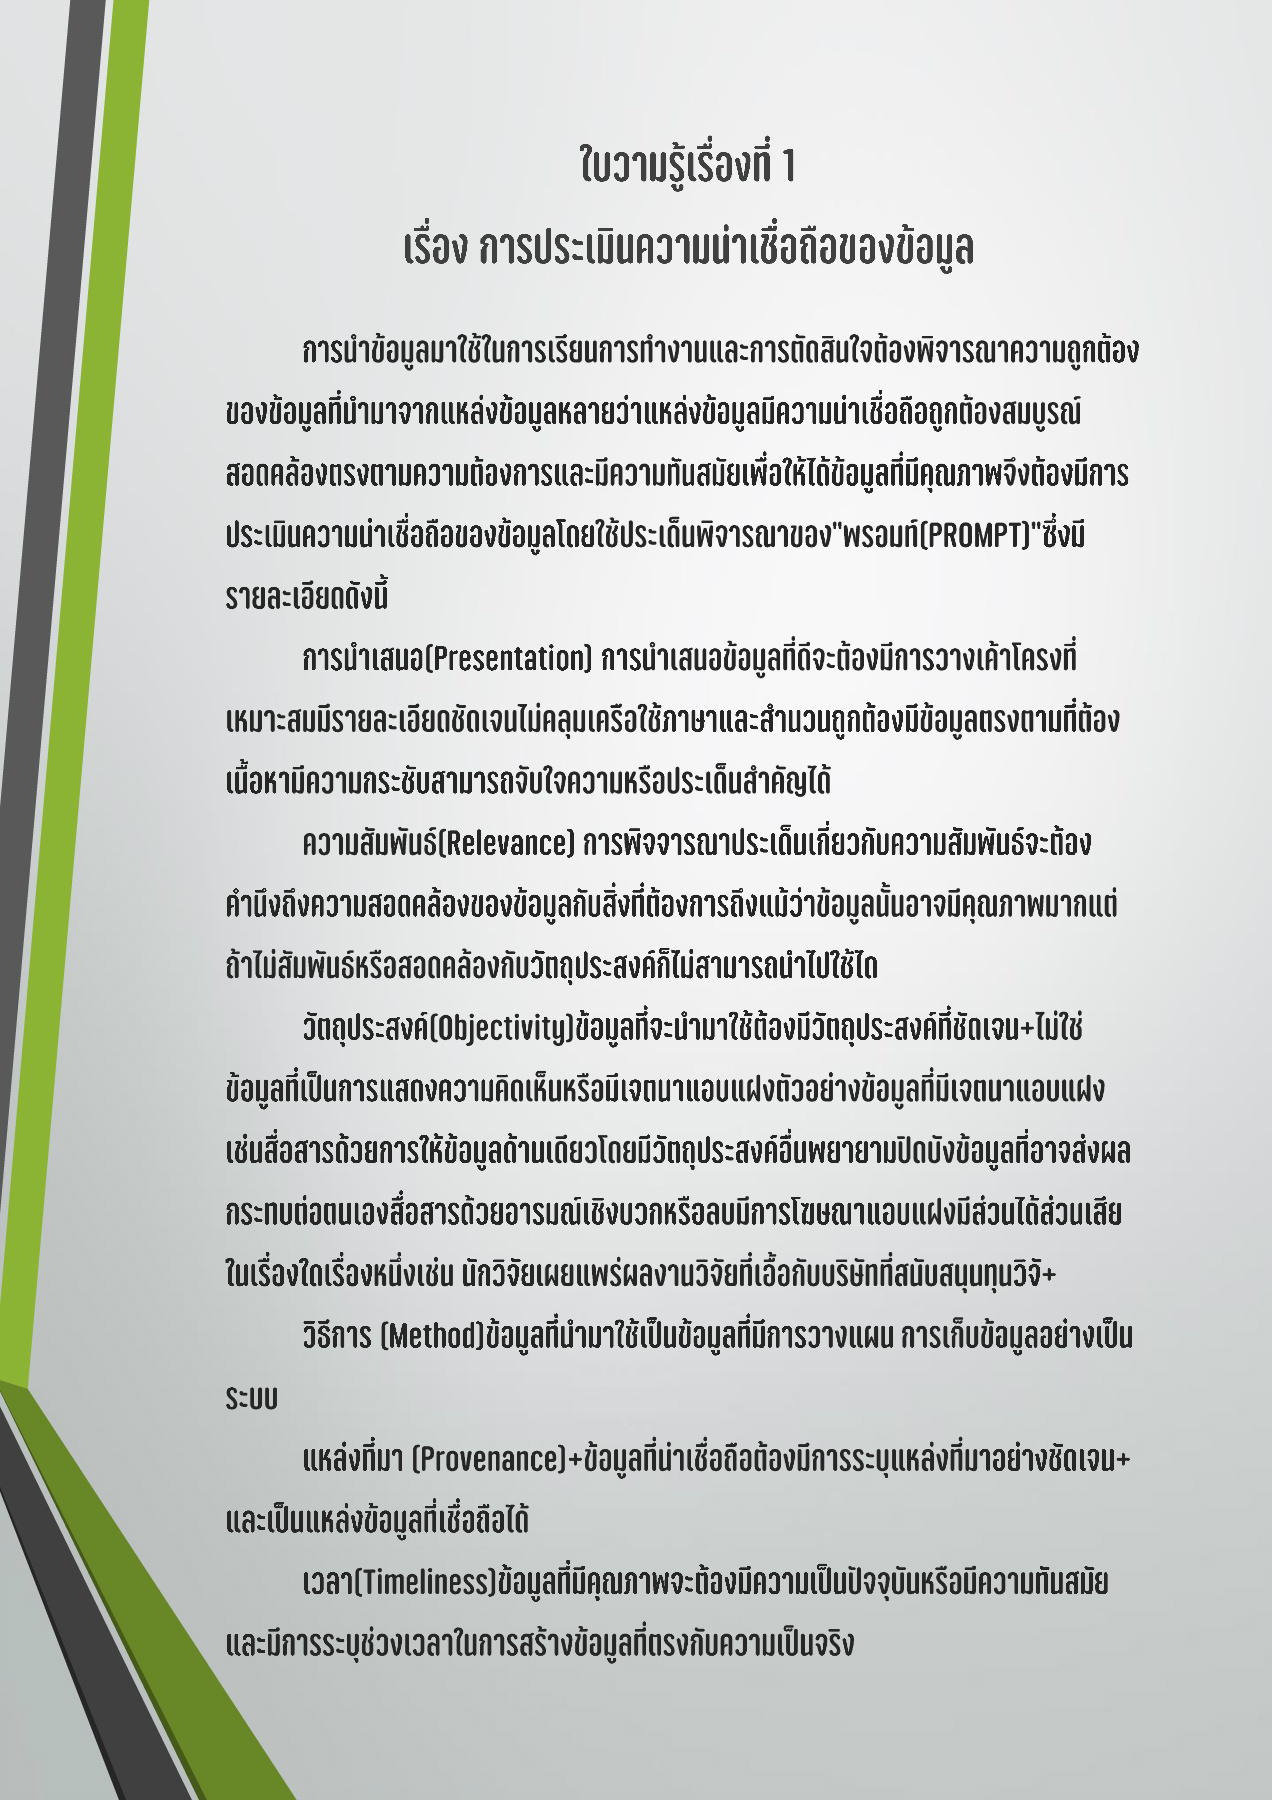 ใบวามรู้เรื่องที่ 1
เรื่อง การประเมินความน่าเชื่อถือของข้อมูล
การนำข้อมูลมาใช้ในการเรียนการทำงานและการตัดสินใจต้องพิจารณาความถูกต้อง
ของข้อมูลที่นำมาจากแหล่งข้อมูลหลายว่าแหล่งข้อมูลมีความน่าเชื่อถือถูกต้องสมบูรณ์
สอดคล้องตรงตามความต้องการและมีความทันสมัยเพื่อให้ได้ข้อมูลที่มีคุณภาพจึงต้องมีการ
ประเมินความน่าเชื่อถือของข้อมูลโดยใช้ประเด็นพิจารณาของ"พรอมท์(PROMPT)"ซึ่งมี
รายละเอียดดังนี้
การนำเสนอ(Presentation) การนำเสนอข้อมูลที่ดีจะต้องมีการวางเค้าโครงที่
เหมาะสมมีรายละเอียดชัดเจนไม่คลุมเครือใช้ภาษาและสำนวนถูกต้องมีข้อมูลตรงตามที่ต้อง
เนื้อหามีความกระชับสามารถจับใจความหรือประเด็นสำคัญได้
ความสัมพันธ์(Relevance) การพิจจารณาประเด็นเกี่ยวกับความสัมพันธ์จะต้อง
คำนึงถึงความสอดคล้องของข้อมูลกับสิ่งที่ต้องการถึงแม้ว่าข้อมูลนั้นอาจมีคุณภาพมากแต่
ถ้าไม่สัมพันธ์หรือสอดคล้องกับวัตถุประสงค์ก็ไม่สามารถนำไปใช้ได
วัตถุประสงค์(Objectivity)ข้อมูลที่จะนำมาใช้ต้องมีวัตถุประสงค์ที่ชัดเจน+ไม่ใช่
ข้อมูลที่เป็นการแสดงความคิดเห็นหรือมีเจตนาแอบแฝงตัวอย่างข้อมูลที่มีเจตนาแอบแฝง
เช่นสื่อสารด้วยการให้ข้อมูลด้านเดียวโดยมีวัตถุประสงค์อื่นพยายามปิดบังข้อมูลที่อาจส่งผล
กระทบต่อตนเองสื่อสารด้วยอารมณ์เชิงบวกหรือลบมีการโฆษณาแอบแฝงมีส่วนได้ส่วนเสีย
ในเรื่องใดเรื่องหนึ่งเช่น นักวิจัยเผยแพร่ผลงานวิจัยที่เอื้อกับบริษัทที่สนับสนุนทุนวิจั+
วิธีการ (Method)ข้อมูลที่นำมาใช้เป็นข้อมูลที่มีการวางแผน การเก็บข้อมูลอย่างเป็น
ระบบ
แหล่งที่มา (Provenance)+ข้อมูลที่น่าเชื่อถือต้องมีการระบุแหล่งที่มาอย่างชัดเจน+
และเป็นแหล่งข้อมูลที่เชื่อถือได้
เวลา(Timeliness)ข้อมูลที่มีคุณภาพจะต้องมีความเป็นปัจจุบันหรือมีความทันสมัย
และมีการระบุช่วงเวลาในการสร้างข้อมูลที่ตรงกับความเป็นจริง